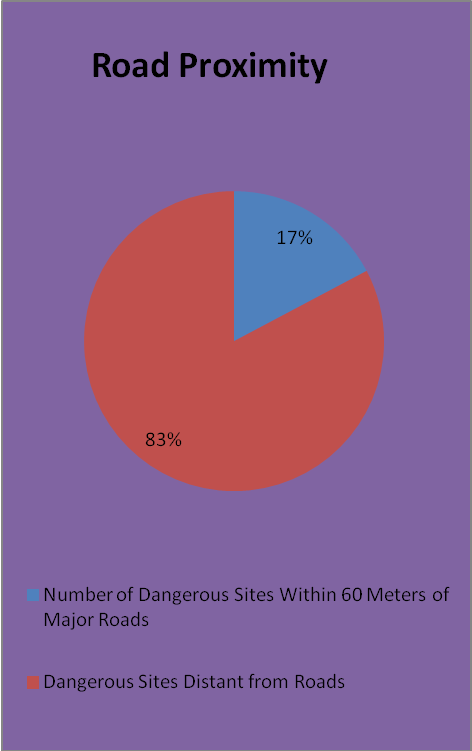 Road Proximity
17%
83%
Number of Dangerous Sites Within 60 Meters of
Major Roads
Dangerous Sites Distant from Roads